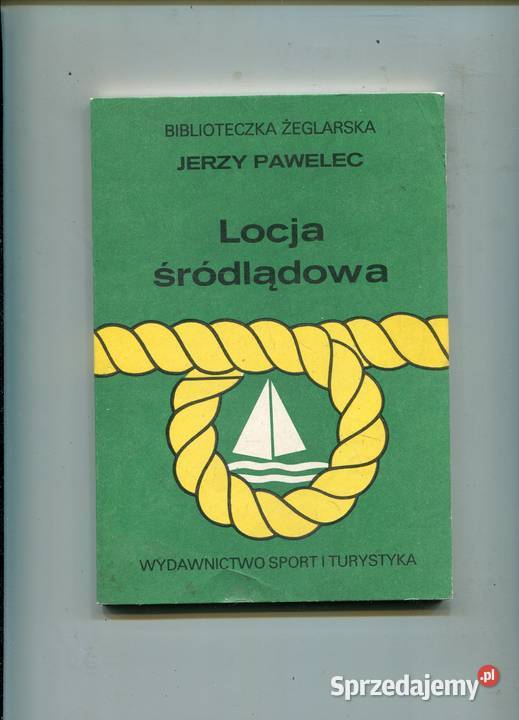 BIBLIOTECZKA ŻEGLARSKA
JERZY PAWELEC
Locja
śródlądowa
WYDAWNICTWO SPORT I TURYSTYKA
Sprzedajemy.pl